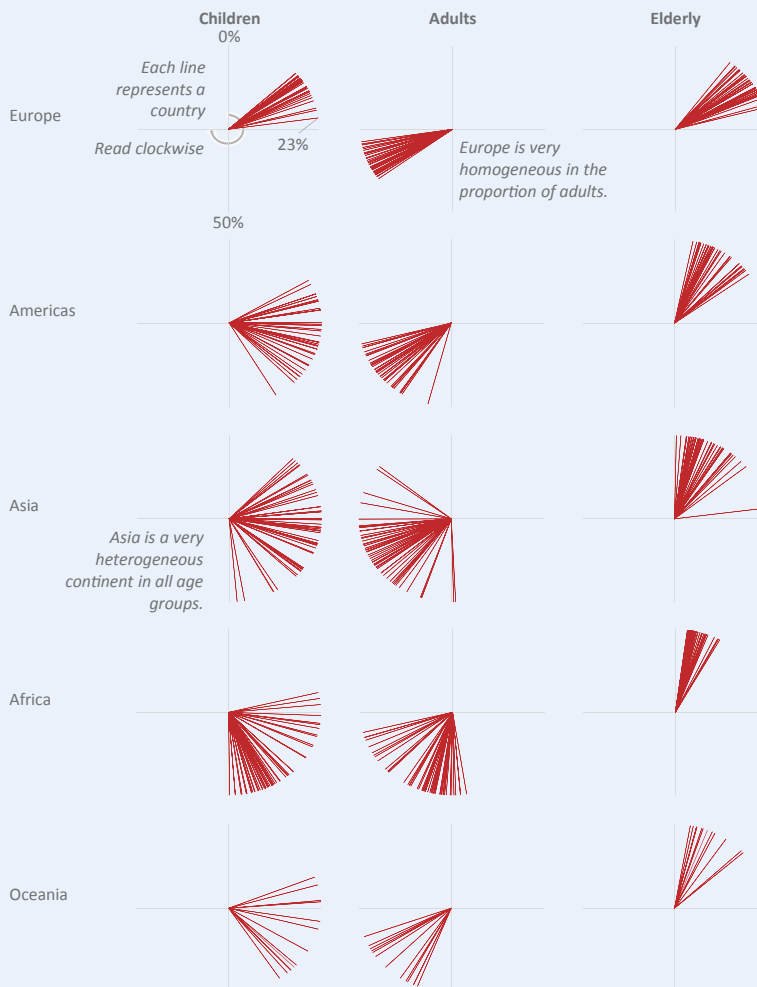 Children
Adults
Elderly
0%
Each line
represents a
country
Europe
Read clockwise
23%
Europe is very
homogeneous in the
proportion of adults.
50%
Americas
Asia
Asia is a very
heterogeneous
continent in all age
groups.
Africa
Oceania